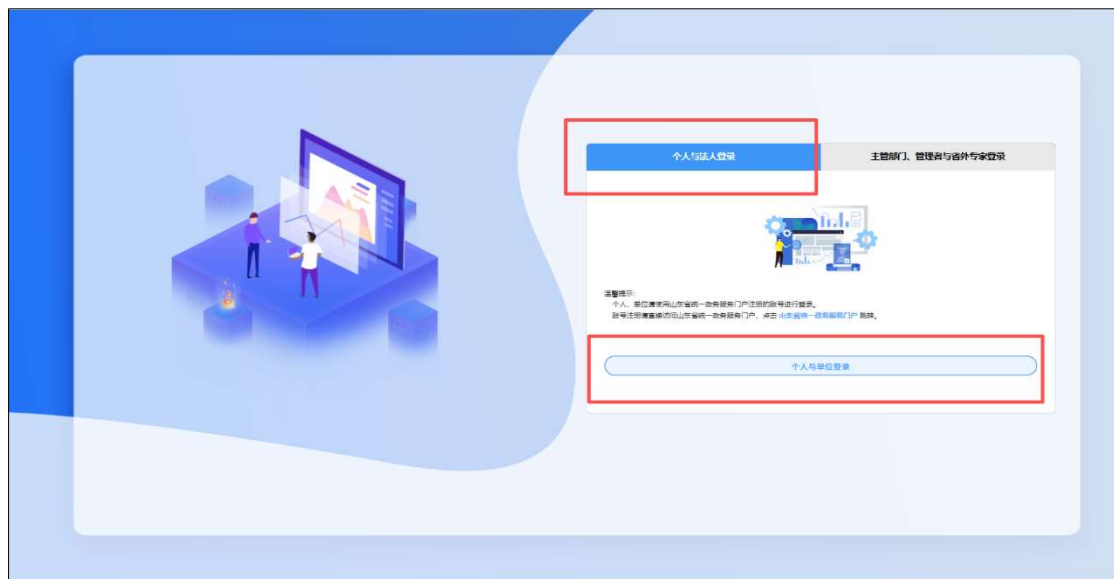 个人与法人登录
主管部门、管理者与省外专家登录
温馨提示:
个人、单位请使用山东省统一政务服务门户注册的账号进行登录。
账号注册请直接访问山东省统一政务服务门户，点击 山东省统一政务服务门户 跳转。
个人与单位登录